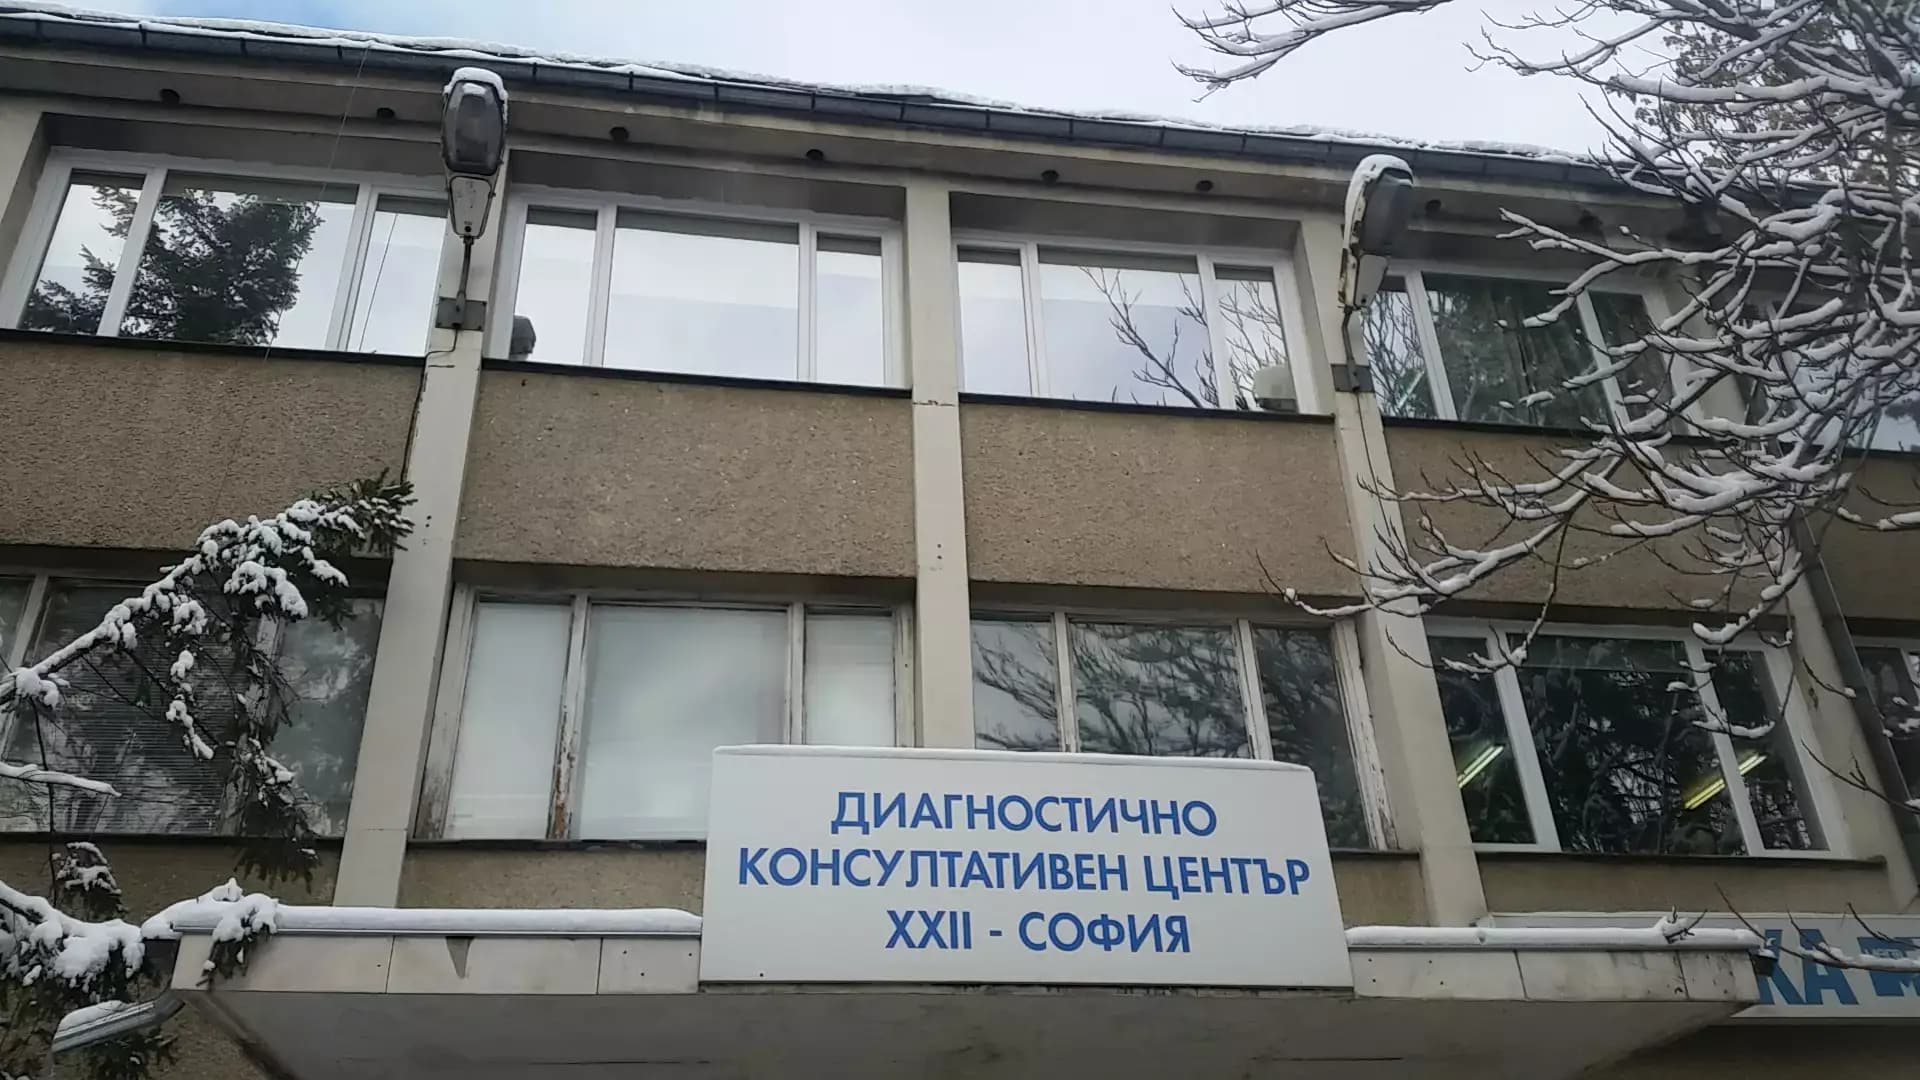 ДИАГНОСТИЧНО
КОНСУЛТАТИВЕН ЦЕНТЪР
XXII - СОФИЯ